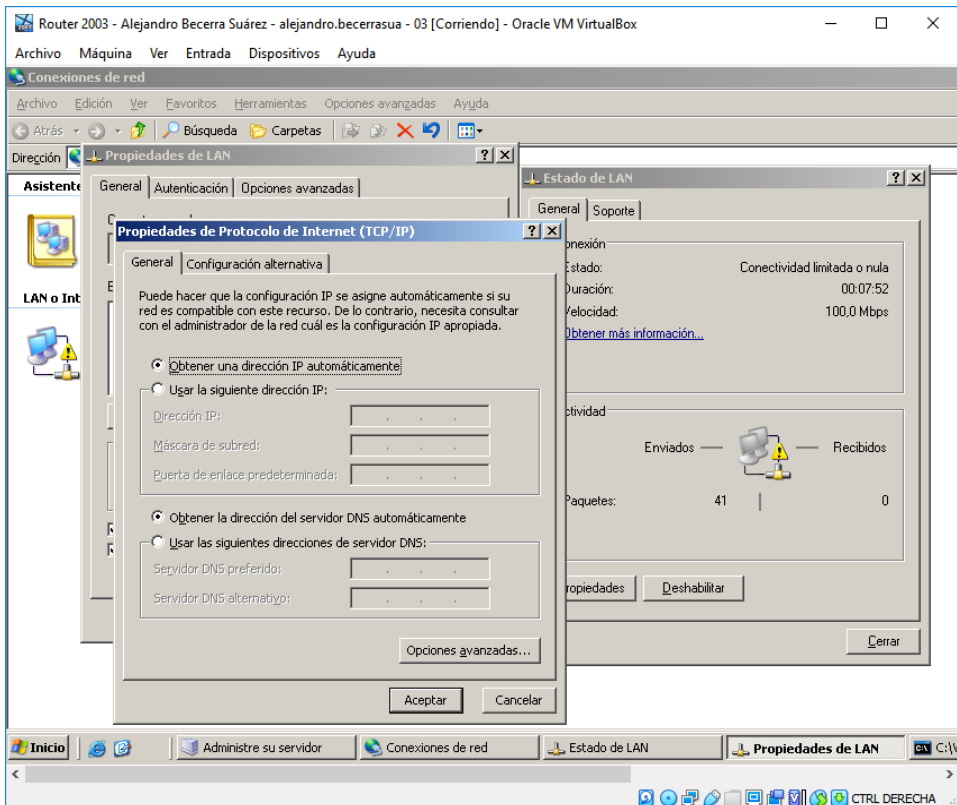 Router 2003 - Alejandro Becerra Suárez - alejandro.becerrasua - 03 [Corriendo] - Oracle VM VirtualBox
Archivo Máquina Ver Entrada Dispositivos Ayuda
Conexiones de red
Archivo Edición Ver Favoritos Herramientas Opciones avanzadas Ayuda
Atrás Búsqueda Carpetas
Dirección
Asistente
LAN o Int
Propiedades de LAN
General Autenticación Opciones avanzadas
Propiedades de Protocolo de Internet (TCP/IP)
General Configuración alternativa
Puede hacer que la configuración IP se asigne automáticamente si su
red es compatible con este recurso. De lo contrario, necesita consultar
con el administrador de la red cuál es la configuración IP apropiada.
Obtener una dirección IP automáticamente
Usar la siguiente dirección IP:
Dirección IP:
Máscara de subred:
Puerta de enlace predeterminada:
Obtener la dirección del servidor DNS automáticamente
Usar las siguientes direcciones de servidor DNS:
Servidor DNS preferido:
Servidor DNS alternativo:
Opciones avanzadas...
Aceptar Cancelar
Estado de LAN
General Soporte
onexión
Estado: Conectividad limitada o nula
Duración: 00:07:52
Velocidad: 100,0 Mbps
Obtener más información...
ctividad
Enviados — — Recibidos
Paquetes: 41 | 0
ropiedades Deshabilitar
Cerrar
Inicio Administre su servidor Conexiones de red Estado de LAN Propiedades de LAN C:\
CTRL DERECHA